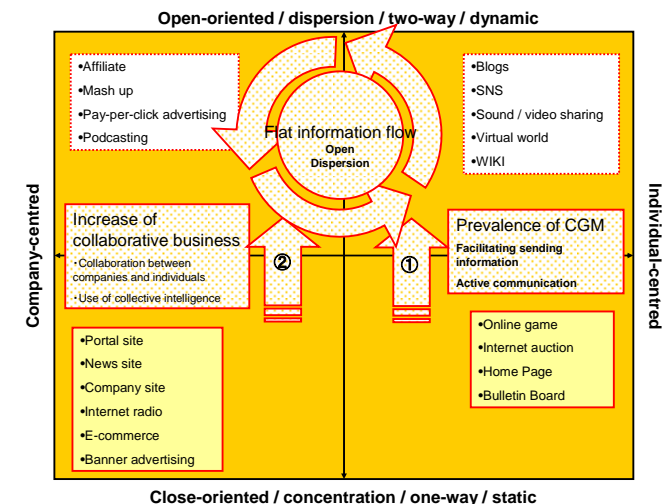 Open-oriented / dispersion / two-way / dynamic
•Affiliate
•Mash up
•Pay-per-click advertising
•Podcasting
•Blogs
•SNS
•Sound / video sharing
•Virtual world
•WIKI
Flat information flow
Open
Dispersion
Company-centred
Individual-centred
Increase of
collaborative business
・Collaboration between
companies and individuals
・Use of collective intelligence
②
①
Prevalence of CGM
Facilitating sending
information
Active communication
•Portal site
•News site
•Company site
•Internet radio
•E-commerce
•Banner advertising
•Online game
•Internet auction
•Home Page
•Bulletin Board
Close-oriented / concentration / one-way / static